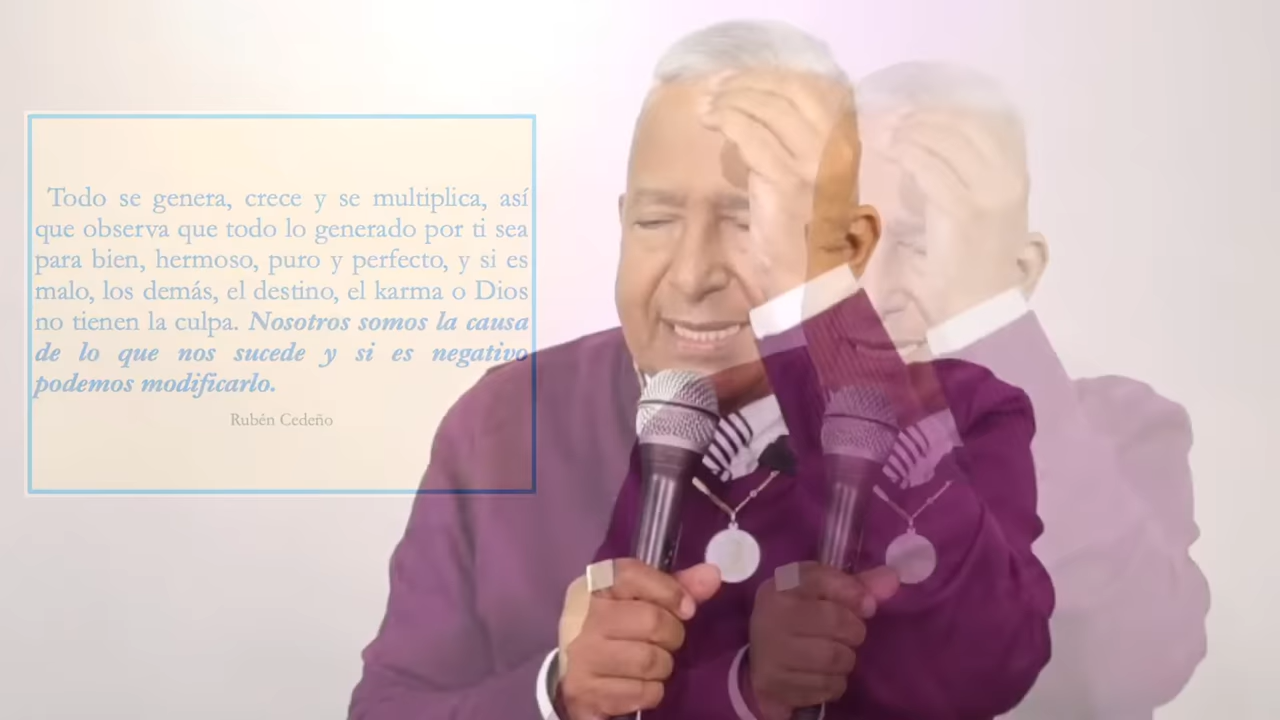 Todo se genera, crece y se multiplica, así
que observa que todo lo generado por ti sea
para bien, hermoso, puro y perfecto, y si es
malo, los demás, el destino, el karma o Dios
no tienen la culpa. Nosotros somos la causa
de lo que nos sucede y si es negativo
podemos modificarlo.
Rubén Cedeño